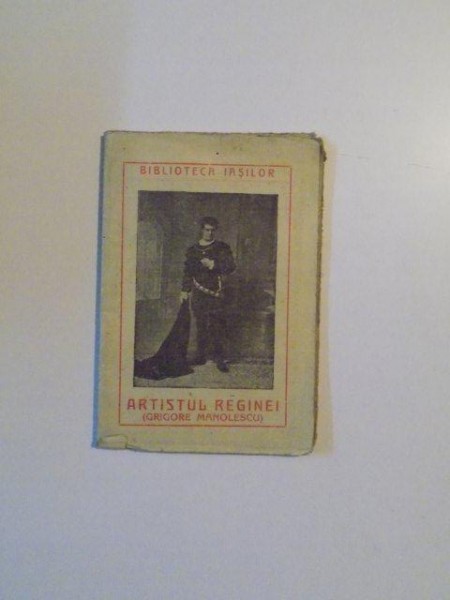 BIBLIOTECA IAȘILOR
ARTISTUL REGINEI
(GRIGORE MANOLESCU)